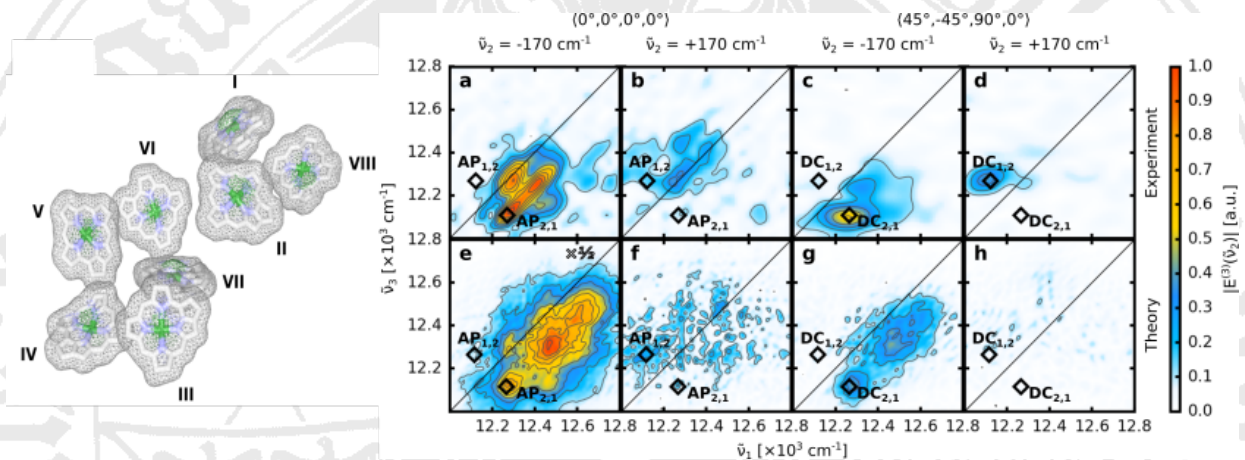 I
VI
VIII
V
II
VII
IV
III
⟨0°,0°,0°,0°⟩ ⟨45°,-45°,90°,0°⟩
ṽ₂ = -170 cm⁻¹ ṽ₂ = +170 cm⁻¹ ṽ₂ = -170 cm⁻¹ ṽ₂ = +170 cm⁻¹
12.8
a b c d
12.6
12.4
AP₁,₂ AP₁,₂ DC₁,₂ DC₁,₂
12.2
AP₂,₁ AP₂,₁ DC₂,₁ DC₂,₁
12.8
e ×½ f g h
12.6
12.4
AP₁,₂ AP₁,₂ DC₁,₂ DC₁,₂
12.2
AP₂,₁ AP₂,₁ DC₂,₁ DC₂,₁
12.2 12.4 12.6 12.8 12.2 12.4 12.6 12.8 12.2 12.4 12.6 12.8 12.2 12.4 12.6 12.8
ṽ₁ [×10³ cm⁻¹]
ṽ₃ [×10³ cm⁻¹]
Experiment
Theory
1.0
0.9
0.8
0.7
0.6
0.5
0.4
0.3
0.2
0.1
0.0
|E⁽³⁾(ṽ₂)| [a.u.]